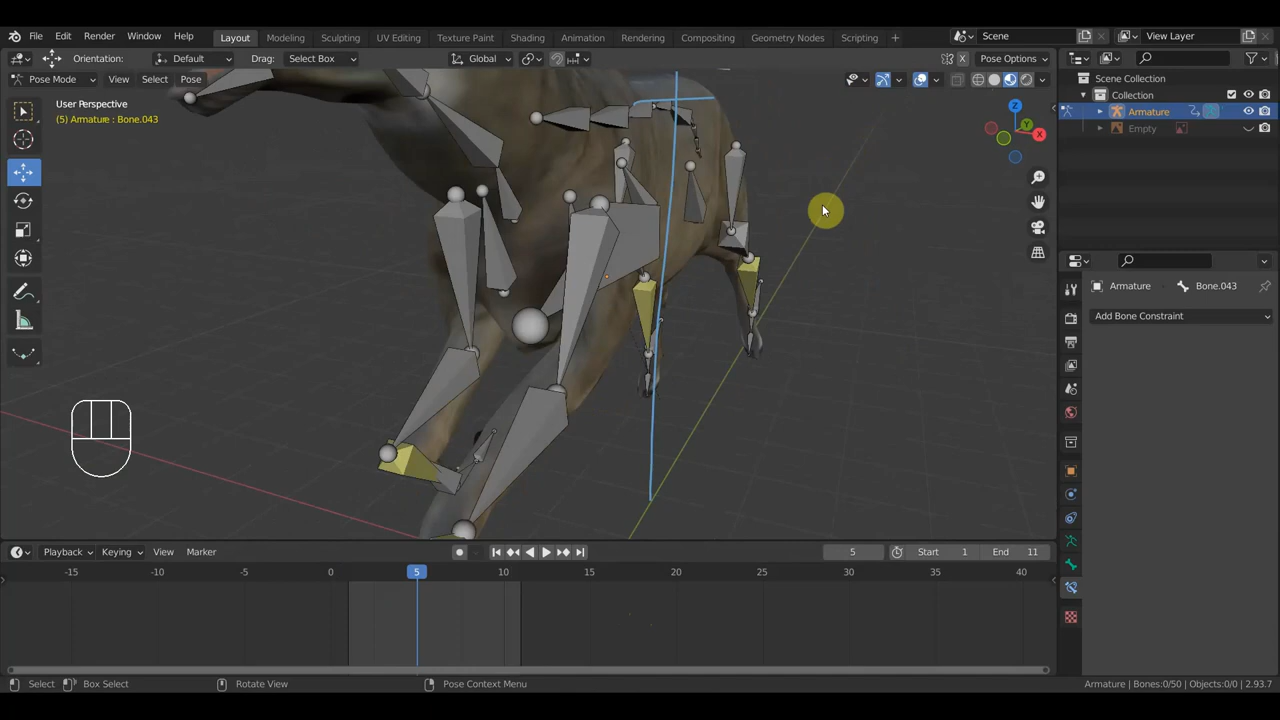 File Edit Render Window Help Layout Modeling Sculpting UV Editing Texture Paint Shading Animation Rendering Compositing Geometry Nodes Scripting + Scene View Layer
Orientation: Default Drag: Select Box Global Pose Options
Pose Mode View Select Pose
Scene Collection
Collection
Armature
Empty
User Perspective
(5) Armature : Bone.043
Z
Y
X
Armature Bone.043
Add Bone Constraint
Playback Keying View Marker 5 Start 1 End 11
-15 -10 -5 0 5 10 15 20 25 30 35 40
Select Box Select Rotate View Pose Context Menu Armature | Bones:0/50 | Objects:0/0 | 2.93.7